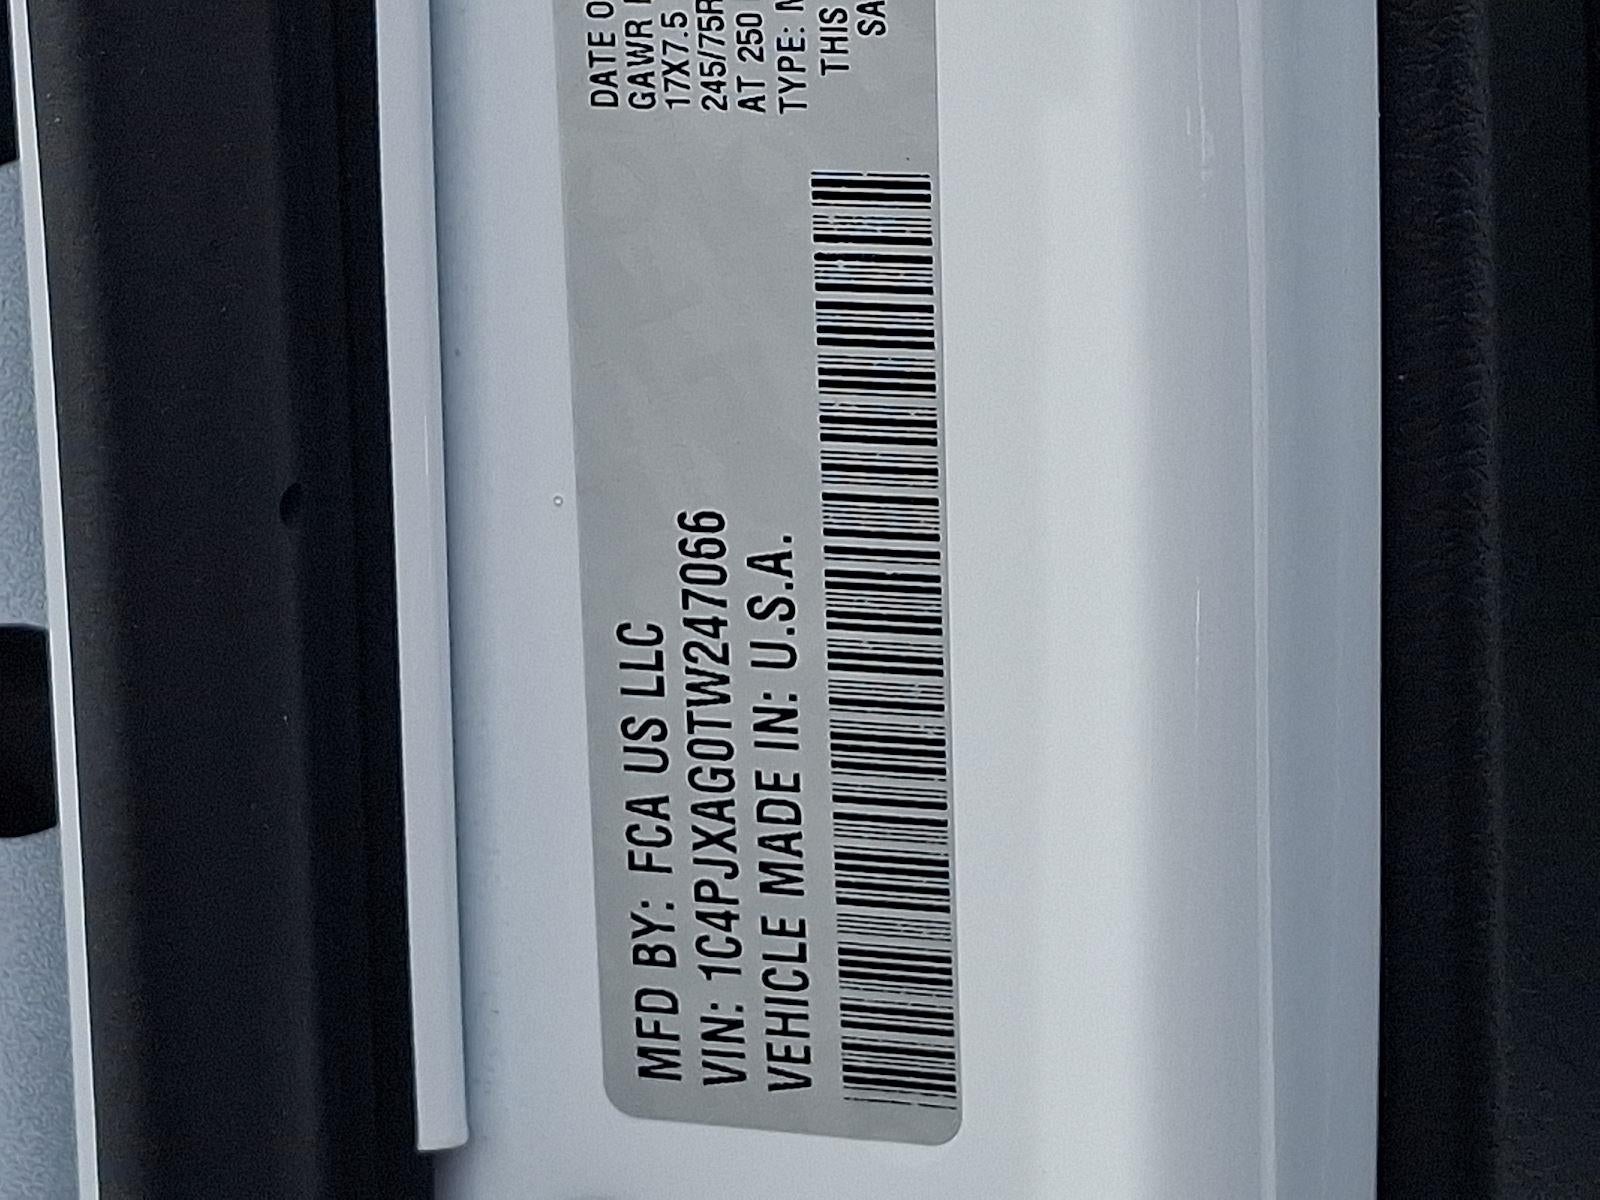 MFD BY: FCA US LLC
VIN: 1C4PJXAG0TW247066
VEHICLE MADE IN: U.S.A.
DATE O
GAWR
17X7.5
245/75R
AT 250
TYPE:
THIS
SA